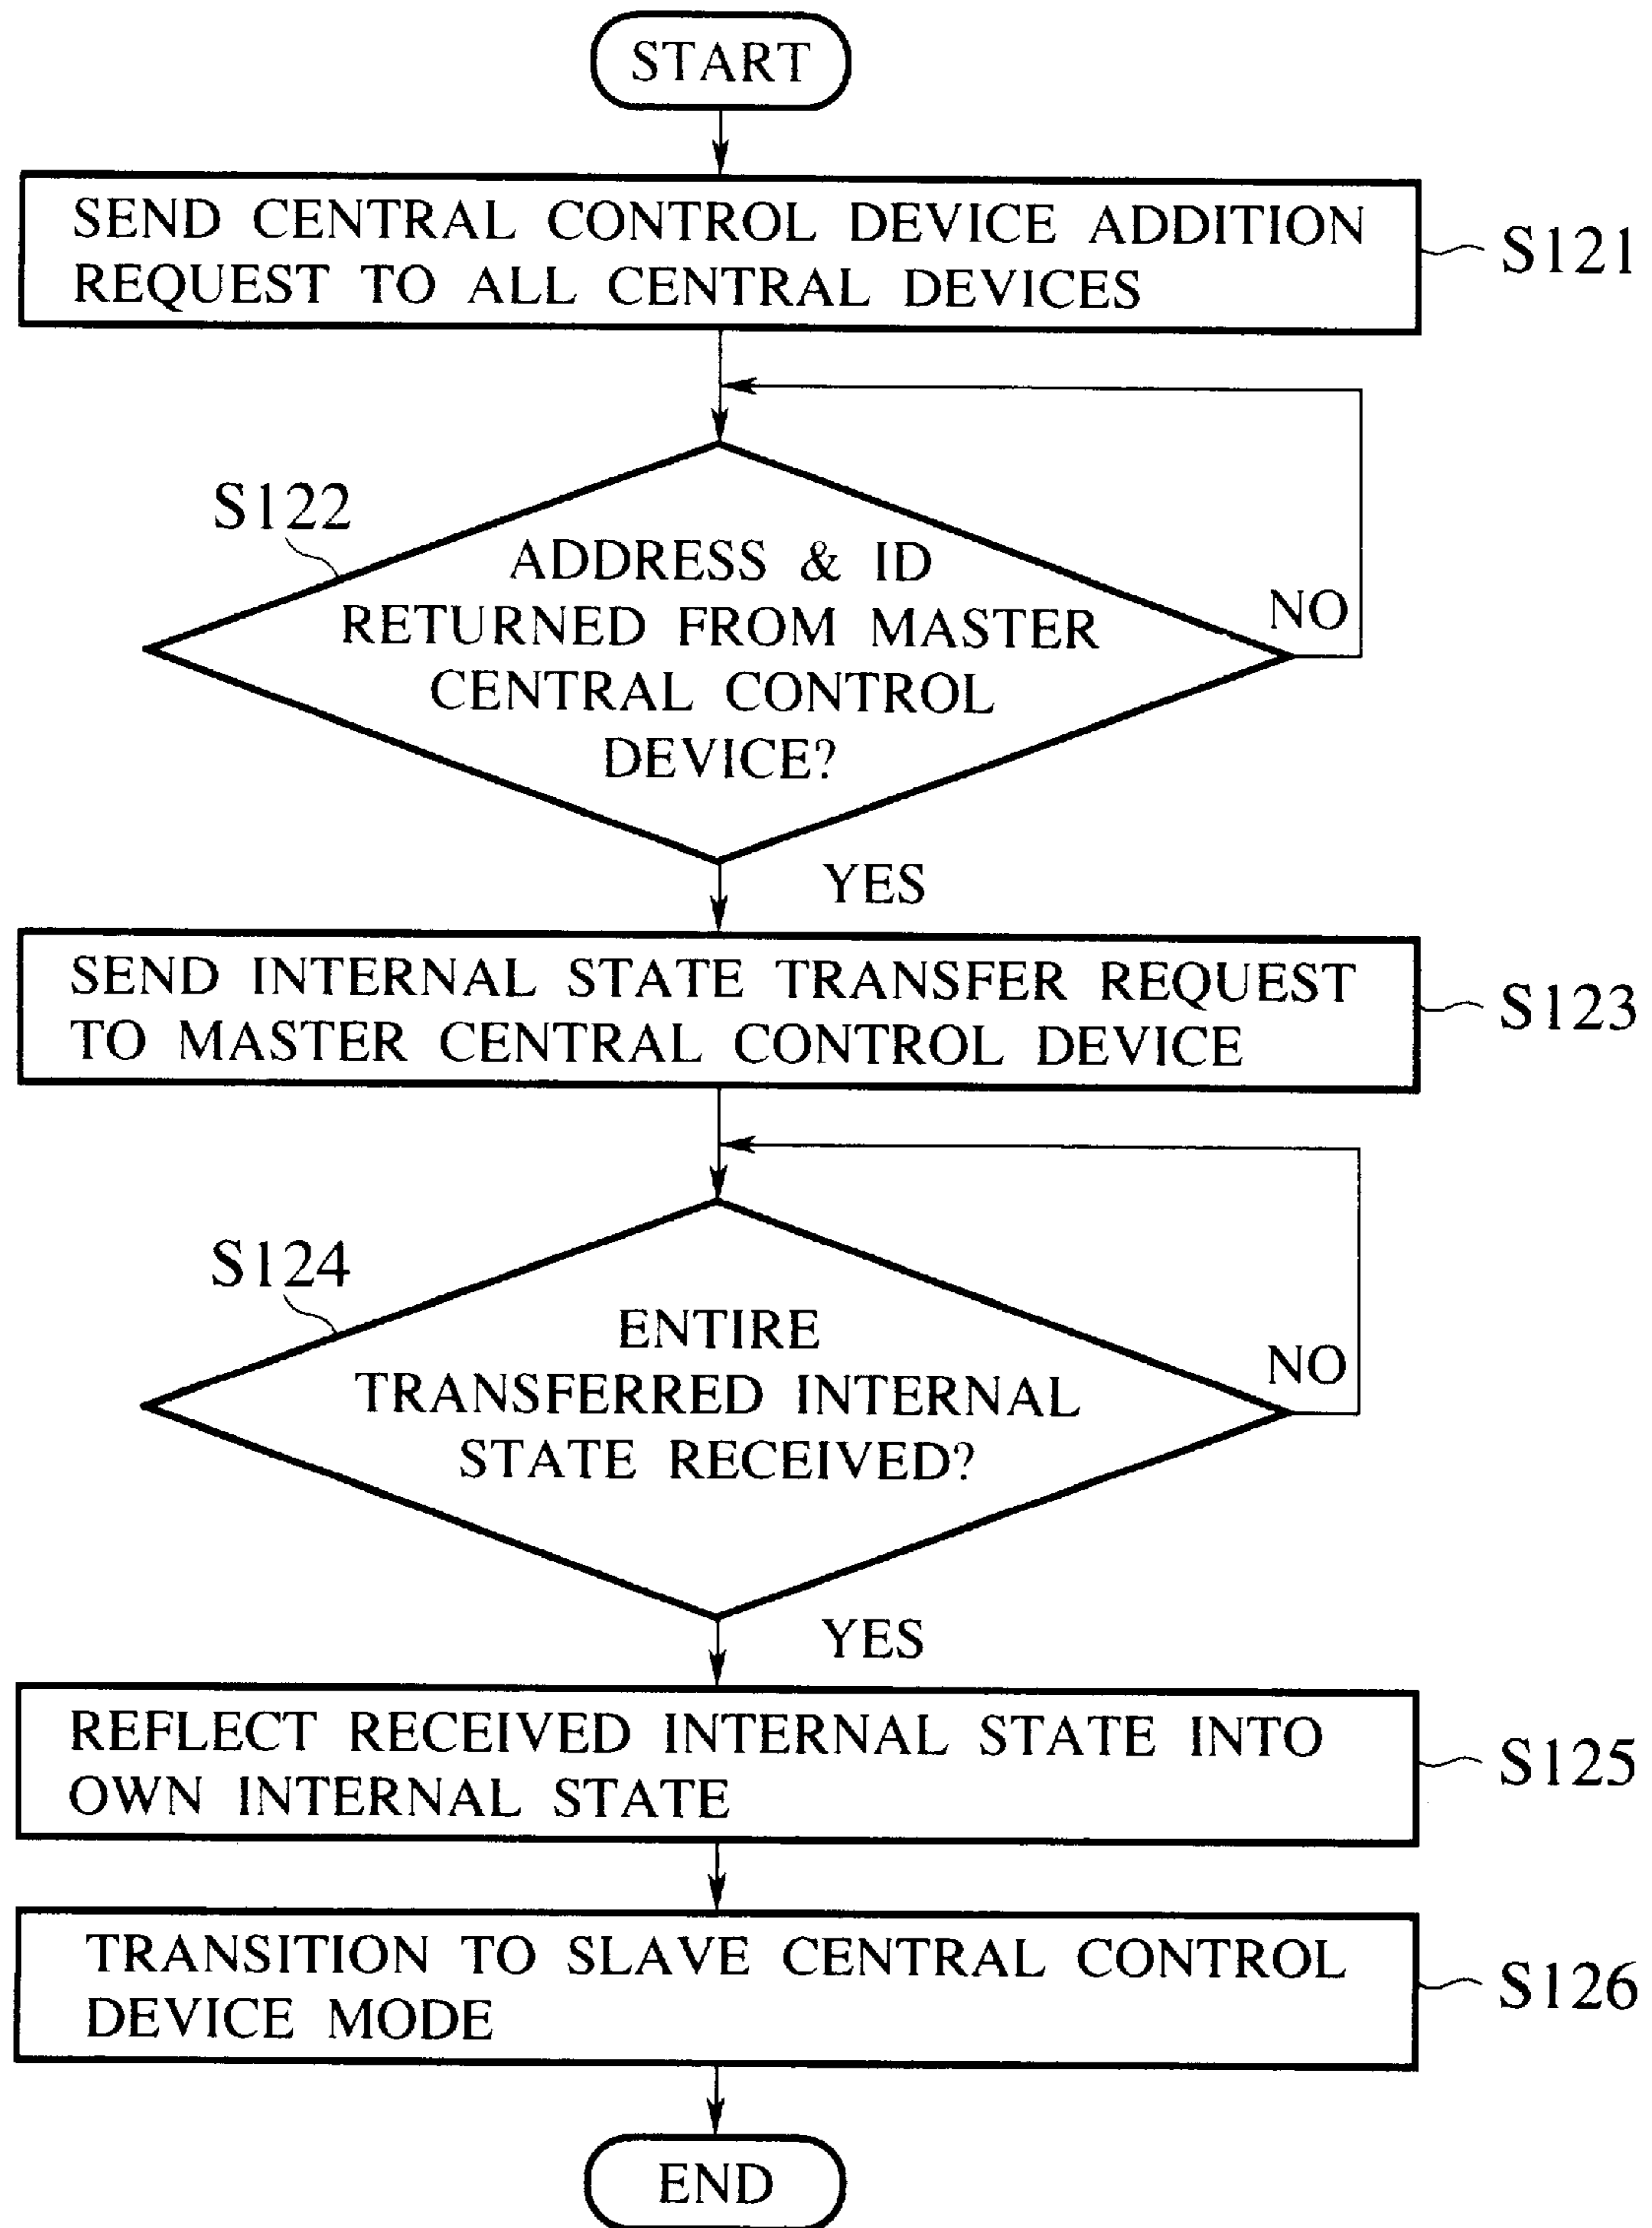 START
SEND CENTRAL CONTROL DEVICE ADDITION
REQUEST TO ALL CENTRAL DEVICES
S121
S122
ADDRESS & ID
RETURNED FROM MASTER
CENTRAL CONTROL
DEVICE?
NO
YES
SEND INTERNAL STATE TRANSFER REQUEST
TO MASTER CENTRAL CONTROL DEVICE
S123
S124
ENTIRE
TRANSFERRED INTERNAL
STATE RECEIVED?
NO
YES
REFLECT RECEIVED INTERNAL STATE INTO
OWN INTERNAL STATE
S125
TRANSITION TO SLAVE CENTRAL CONTROL
DEVICE MODE
S126
END